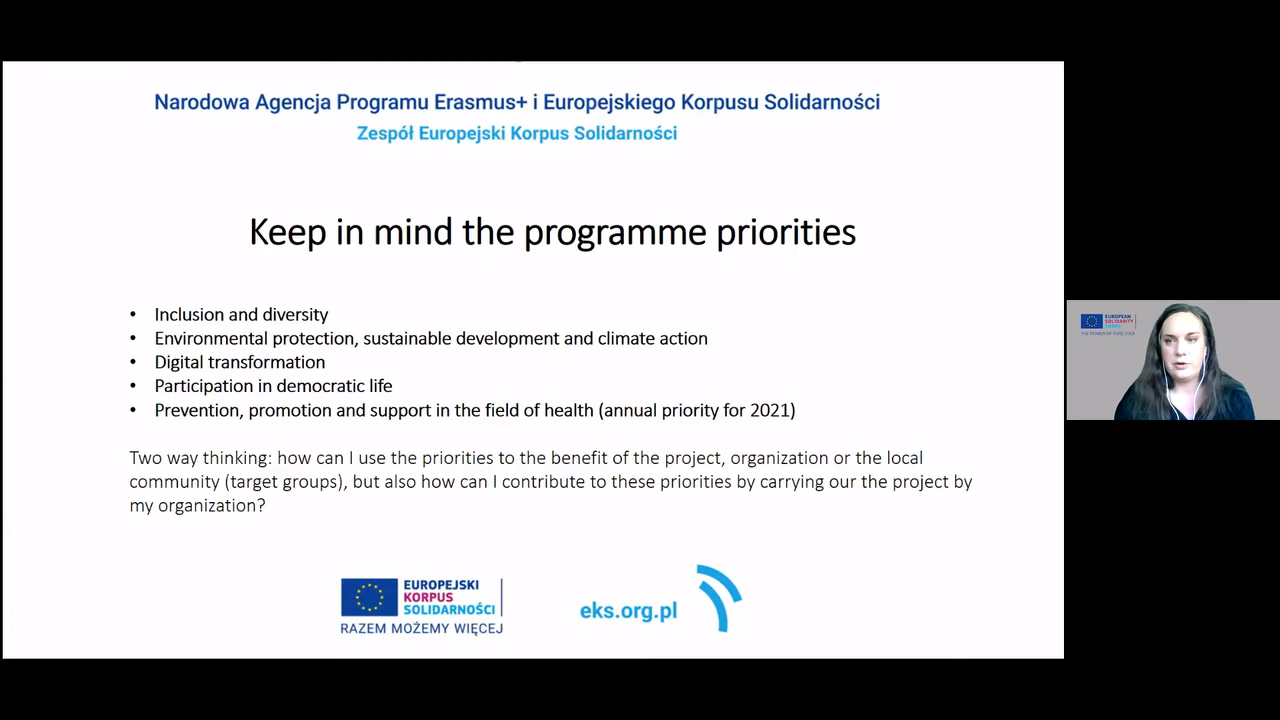 Narodowa Agencja Programu Erasmus+ i Europejskiego Korpusu Solidarności
Zespół Europejski Korpus Solidarności
Keep in mind the programme priorities
• Inclusion and diversity
• Environmental protection, sustainable development and climate action
• Digital transformation
• Participation in democratic life
• Prevention, promotion and support in the field of health (annual priority for 2021)
Two way thinking: how can I use the priorities to the benefit of the project, organization or the local
community (target groups), but also how can I contribute to these priorities by carrying our the project by
my organization?
EUROPEJSKI
KORPUS
SOLIDARNOŚCI
RAZEM MOŻEMY WIĘCEJ
eks.org.pl
EUROPEAN
SOLIDARITY
CORPS